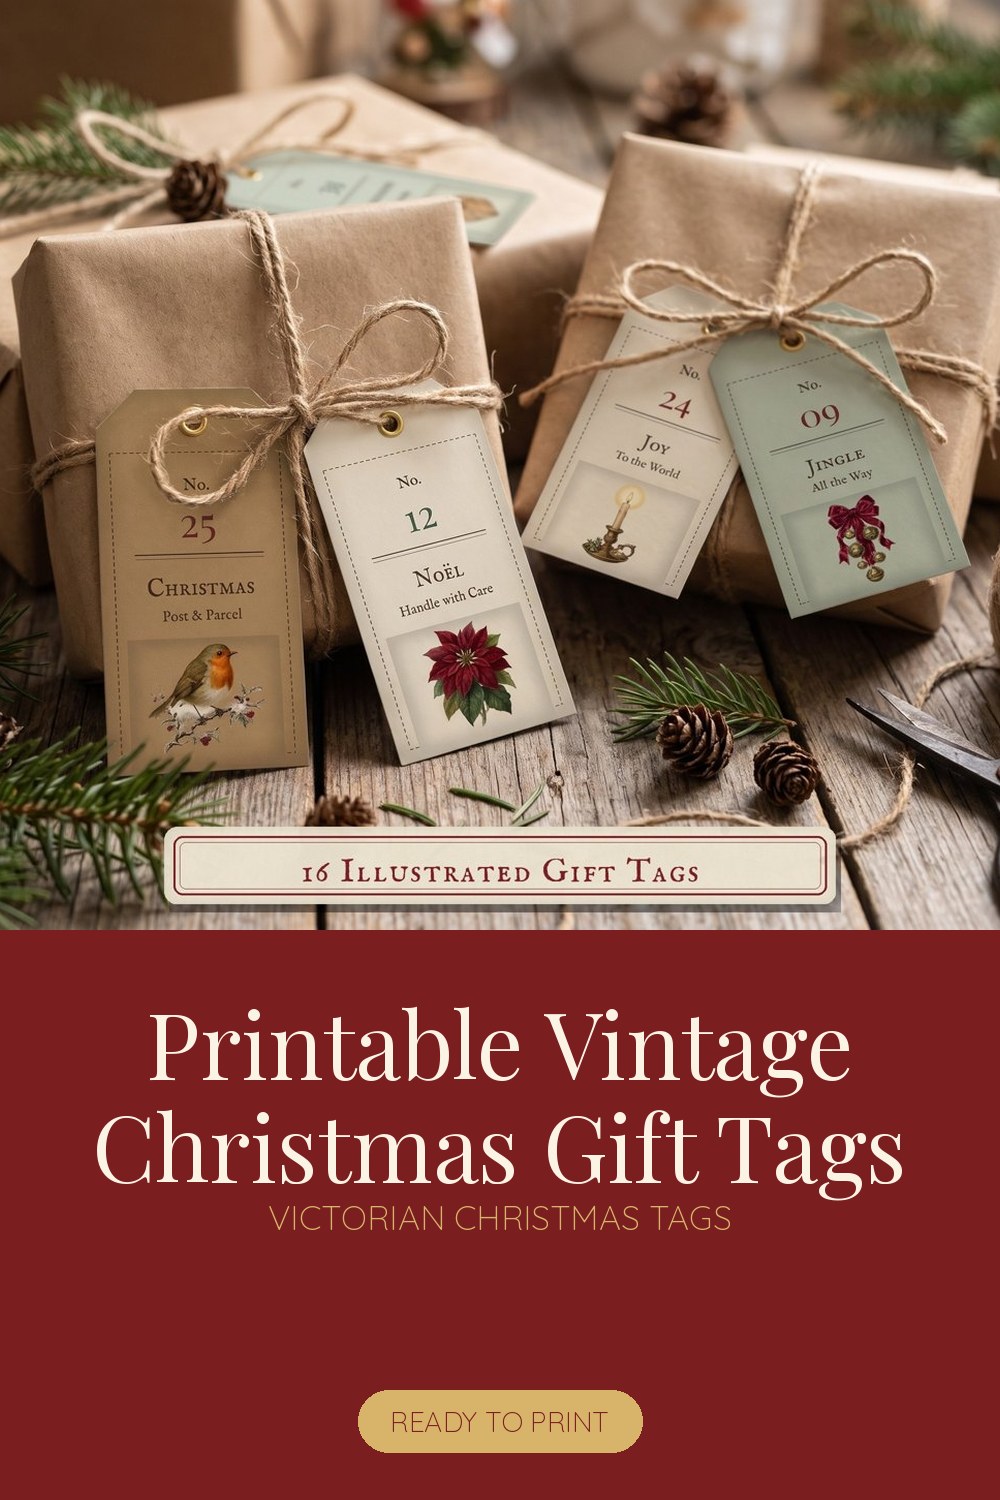 No.
25
Christmas
Post & Parcel
No.
12
Noël
Handle with Care
No.
24
Joy
To the World
No.
09
Jingle
All the Way
16 Illustrated Gift Tags
Printable Vintage
Christmas Gift Tags
VICTORIAN CHRISTMAS TAGS
READY TO PRINT